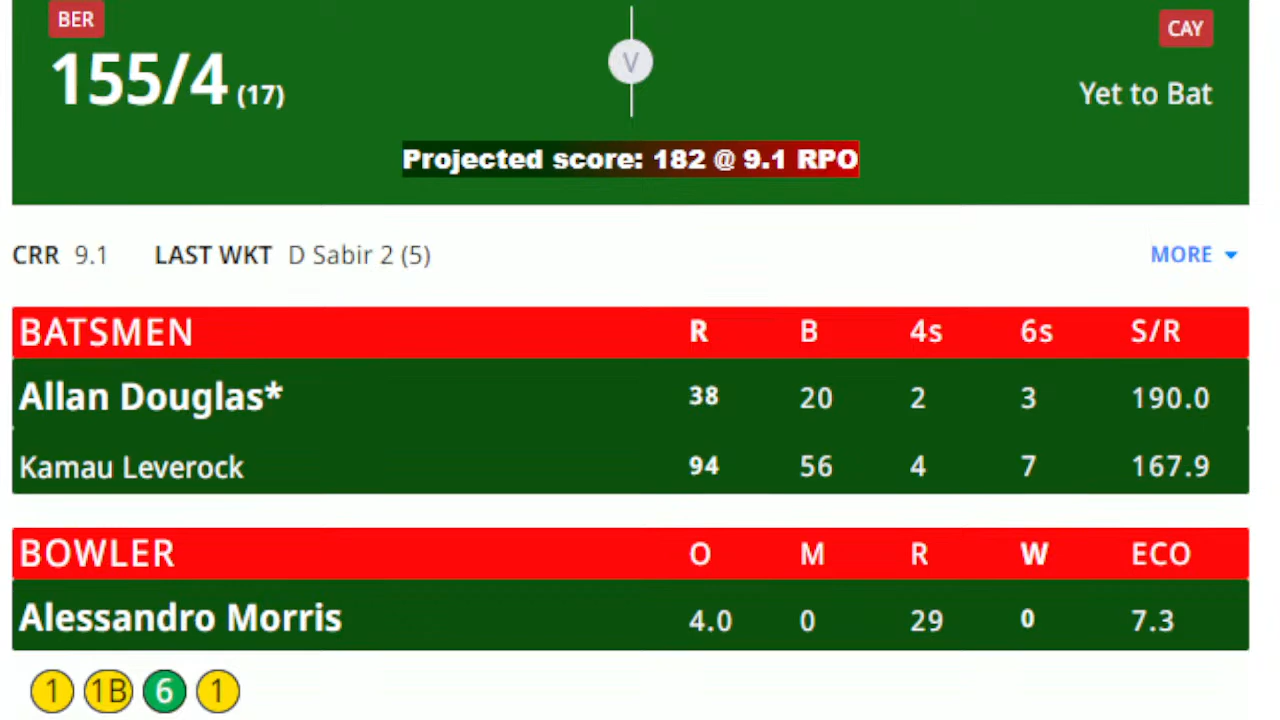 BER
CAY
155/4 (17)
V
Yet to Bat
Projected score: 182 @ 9.1 RPO
CRR 9.1 LAST WKT D Sabir 2 (5) MORE
BATSMEN R B 4s 6s S/R
Allan Douglas* 38 20 2 3 190.0
Kamau Leverock 94 56 4 7 167.9
BOWLER O M R W ECO
Alessandro Morris 4.0 0 29 0 7.3
1 1B 6 1